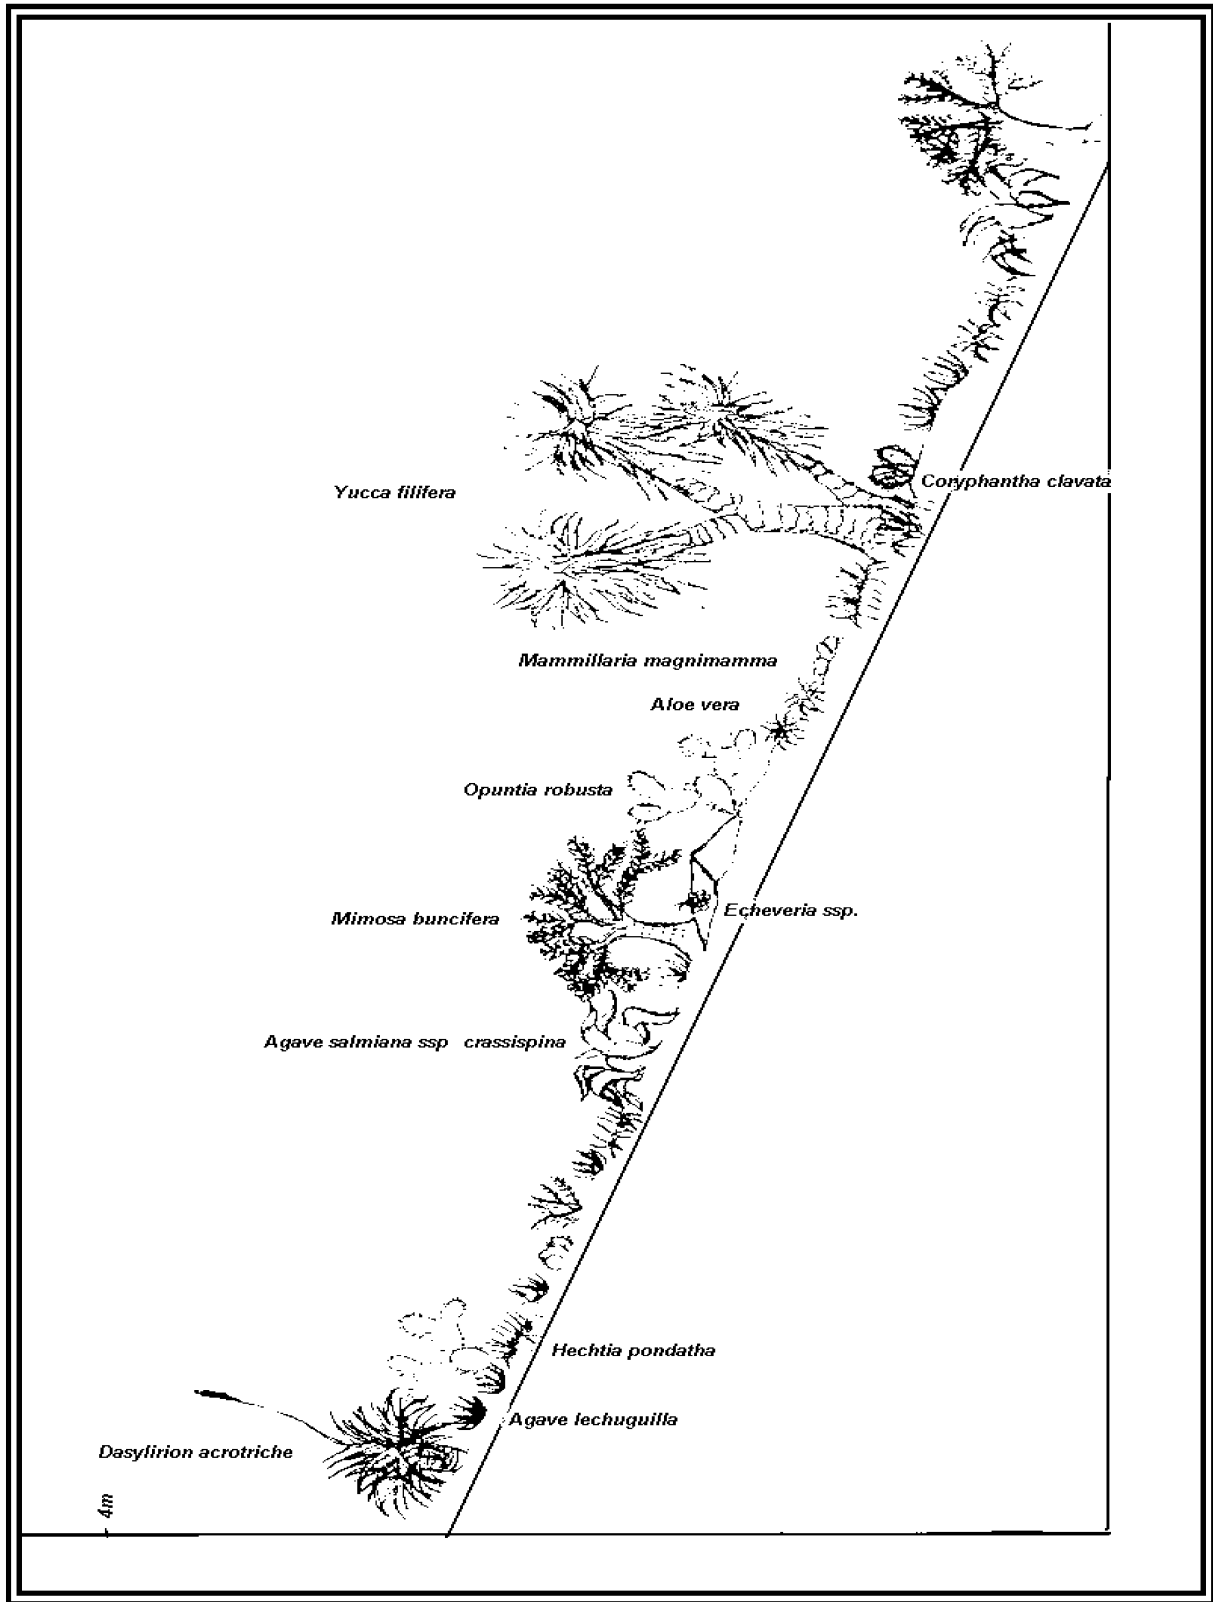 Yucca filifera
Coryphantha clavata
Mammillaria magnimamma
Aloe vera
Opuntia robusta
Mimosa buncifera
Echeveria ssp.
Agave salmiana ssp crassispina
Hechtia pondatha
Agave lechuguilla
Dasylirion acrotriche
4m